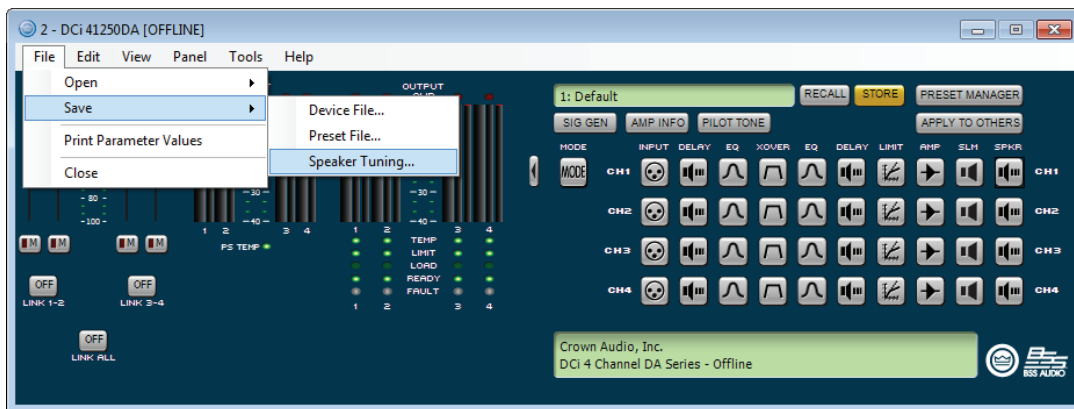 2 - DCi 41250DA [OFFLINE]
File Edit View Panel Tools Help
Open
Save
Print Parameter Values
Close
Device File...
Preset File...
Speaker Tuning...
OUTPUT
- 80 -
-100-
-30-
-40-
-30-
-40-
1 2 3 4
1 2 3 4
PS TEMP
TEMP
LIMIT
LOAD
READY
FAULT
1 2 3 4
M M M M
OFF OFF
LINK 1-2 LINK 3-4
OFF
LINK ALL
1: Default
RECALL STORE PRESET MANAGER
SIG GEN AMP INFO PILOT TONE APPLY TO OTHERS
MODE INPUT DELAY EQ XOVER EQ DELAY LIMIT AMP SLM SPKR
MODE CH1 CH1
CH2 CH2
CH3 CH3
CH4 CH4
Crown Audio, Inc.
DCi 4 Channel DA Series - Offline
BSS AUDIO